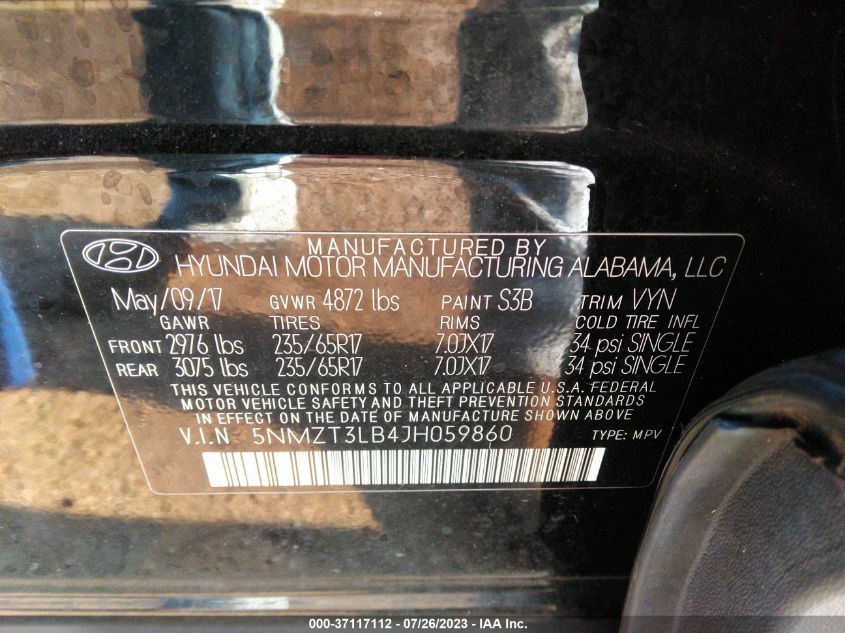 MANUFACTURED BY
HYUNDAI MOTOR MANUFACTURING ALABAMA, LLC
May/09/17 GVWR 4872 lbs PAINT S3B TRIM VYN
GAWR TIRES RIMS COLD TIRE INFL
FRONT 2976 lbs 235/65R17 7.0JX17 34 psi SINGLE
REAR 3075 lbs 235/65R17 7.0JX17 34 psi SINGLE
THIS VEHICLE CONFORMS TO ALL APPLICABLE U.S.A. FEDERAL
MOTOR VEHICLE SAFETY AND THEFT PREVENTION STANDARDS
IN EFFECT ON THE DATE OF MANUFACTURE SHOWN ABOVE
V.I.N 5NMZT3LB4JH059860 TYPE: MPV
000-37117112 - 07/26/2023 - IAA Inc.